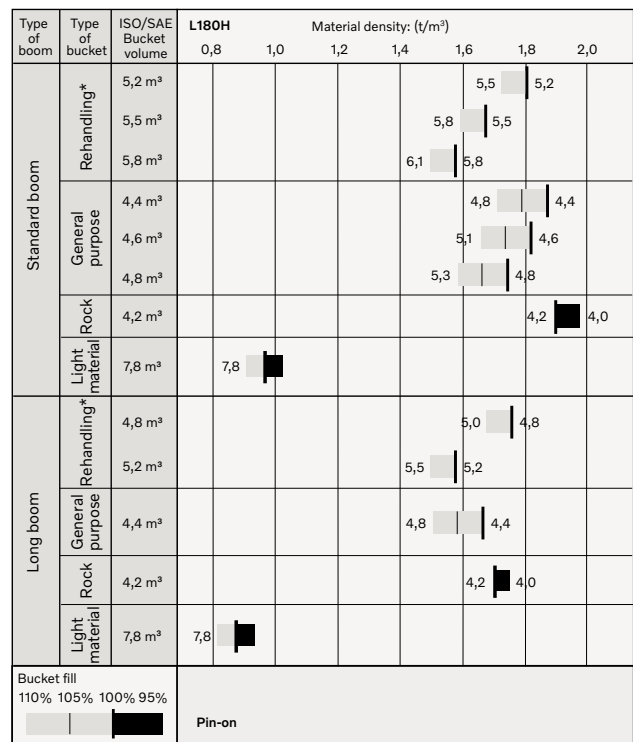 Type of boom Type of bucket ISO/SAE Bucket volume L180H Material density: (t/m³)
0,8 1,0 1,2 1,4 1,6 1,8 2,0
Standard boom
Rehandling*
5,2 m³ 5,5 5,2
5,5 m³ 5,8 5,5
5,8 m³ 6,1 5,8
General purpose
4,4 m³ 4,8 4,4
4,6 m³ 5,1 4,6
4,8 m³ 5,3 4,8
Rock 4,2 m³ 4,2 4,0
Light material 7,8 m³ 7,8
Long boom
Rehandling*
4,8 m³ 5,0 4,8
5,2 m³ 5,5 5,2
General purpose 4,4 m³ 4,8 4,4
Rock 4,2 m³ 4,2 4,0
Light material 7,8 m³ 7,8
Bucket fill
110% 105% 100% 95%
Pin-on